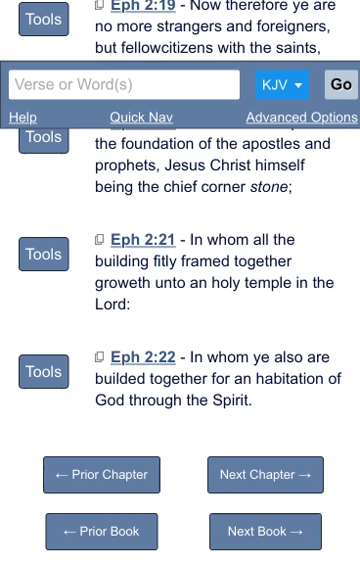 Tools
Eph 2:19 - Now therefore ye are
no more strangers and foreigners,
but fellowcitizens with the saints,
Verse or Word(s)
KJV
Go
Help
Quick Nav
Advanced Options
Tools
the foundation of the apostles and
prophets, Jesus Christ himself
being the chief corner stone;
Tools
Eph 2:21 - In whom all the
building fitly framed together
groweth unto an holy temple in the
Lord:
Tools
Eph 2:22 - In whom ye also are
builded together for an habitation of
God through the Spirit.
← Prior Chapter
Next Chapter →
← Prior Book
Next Book →